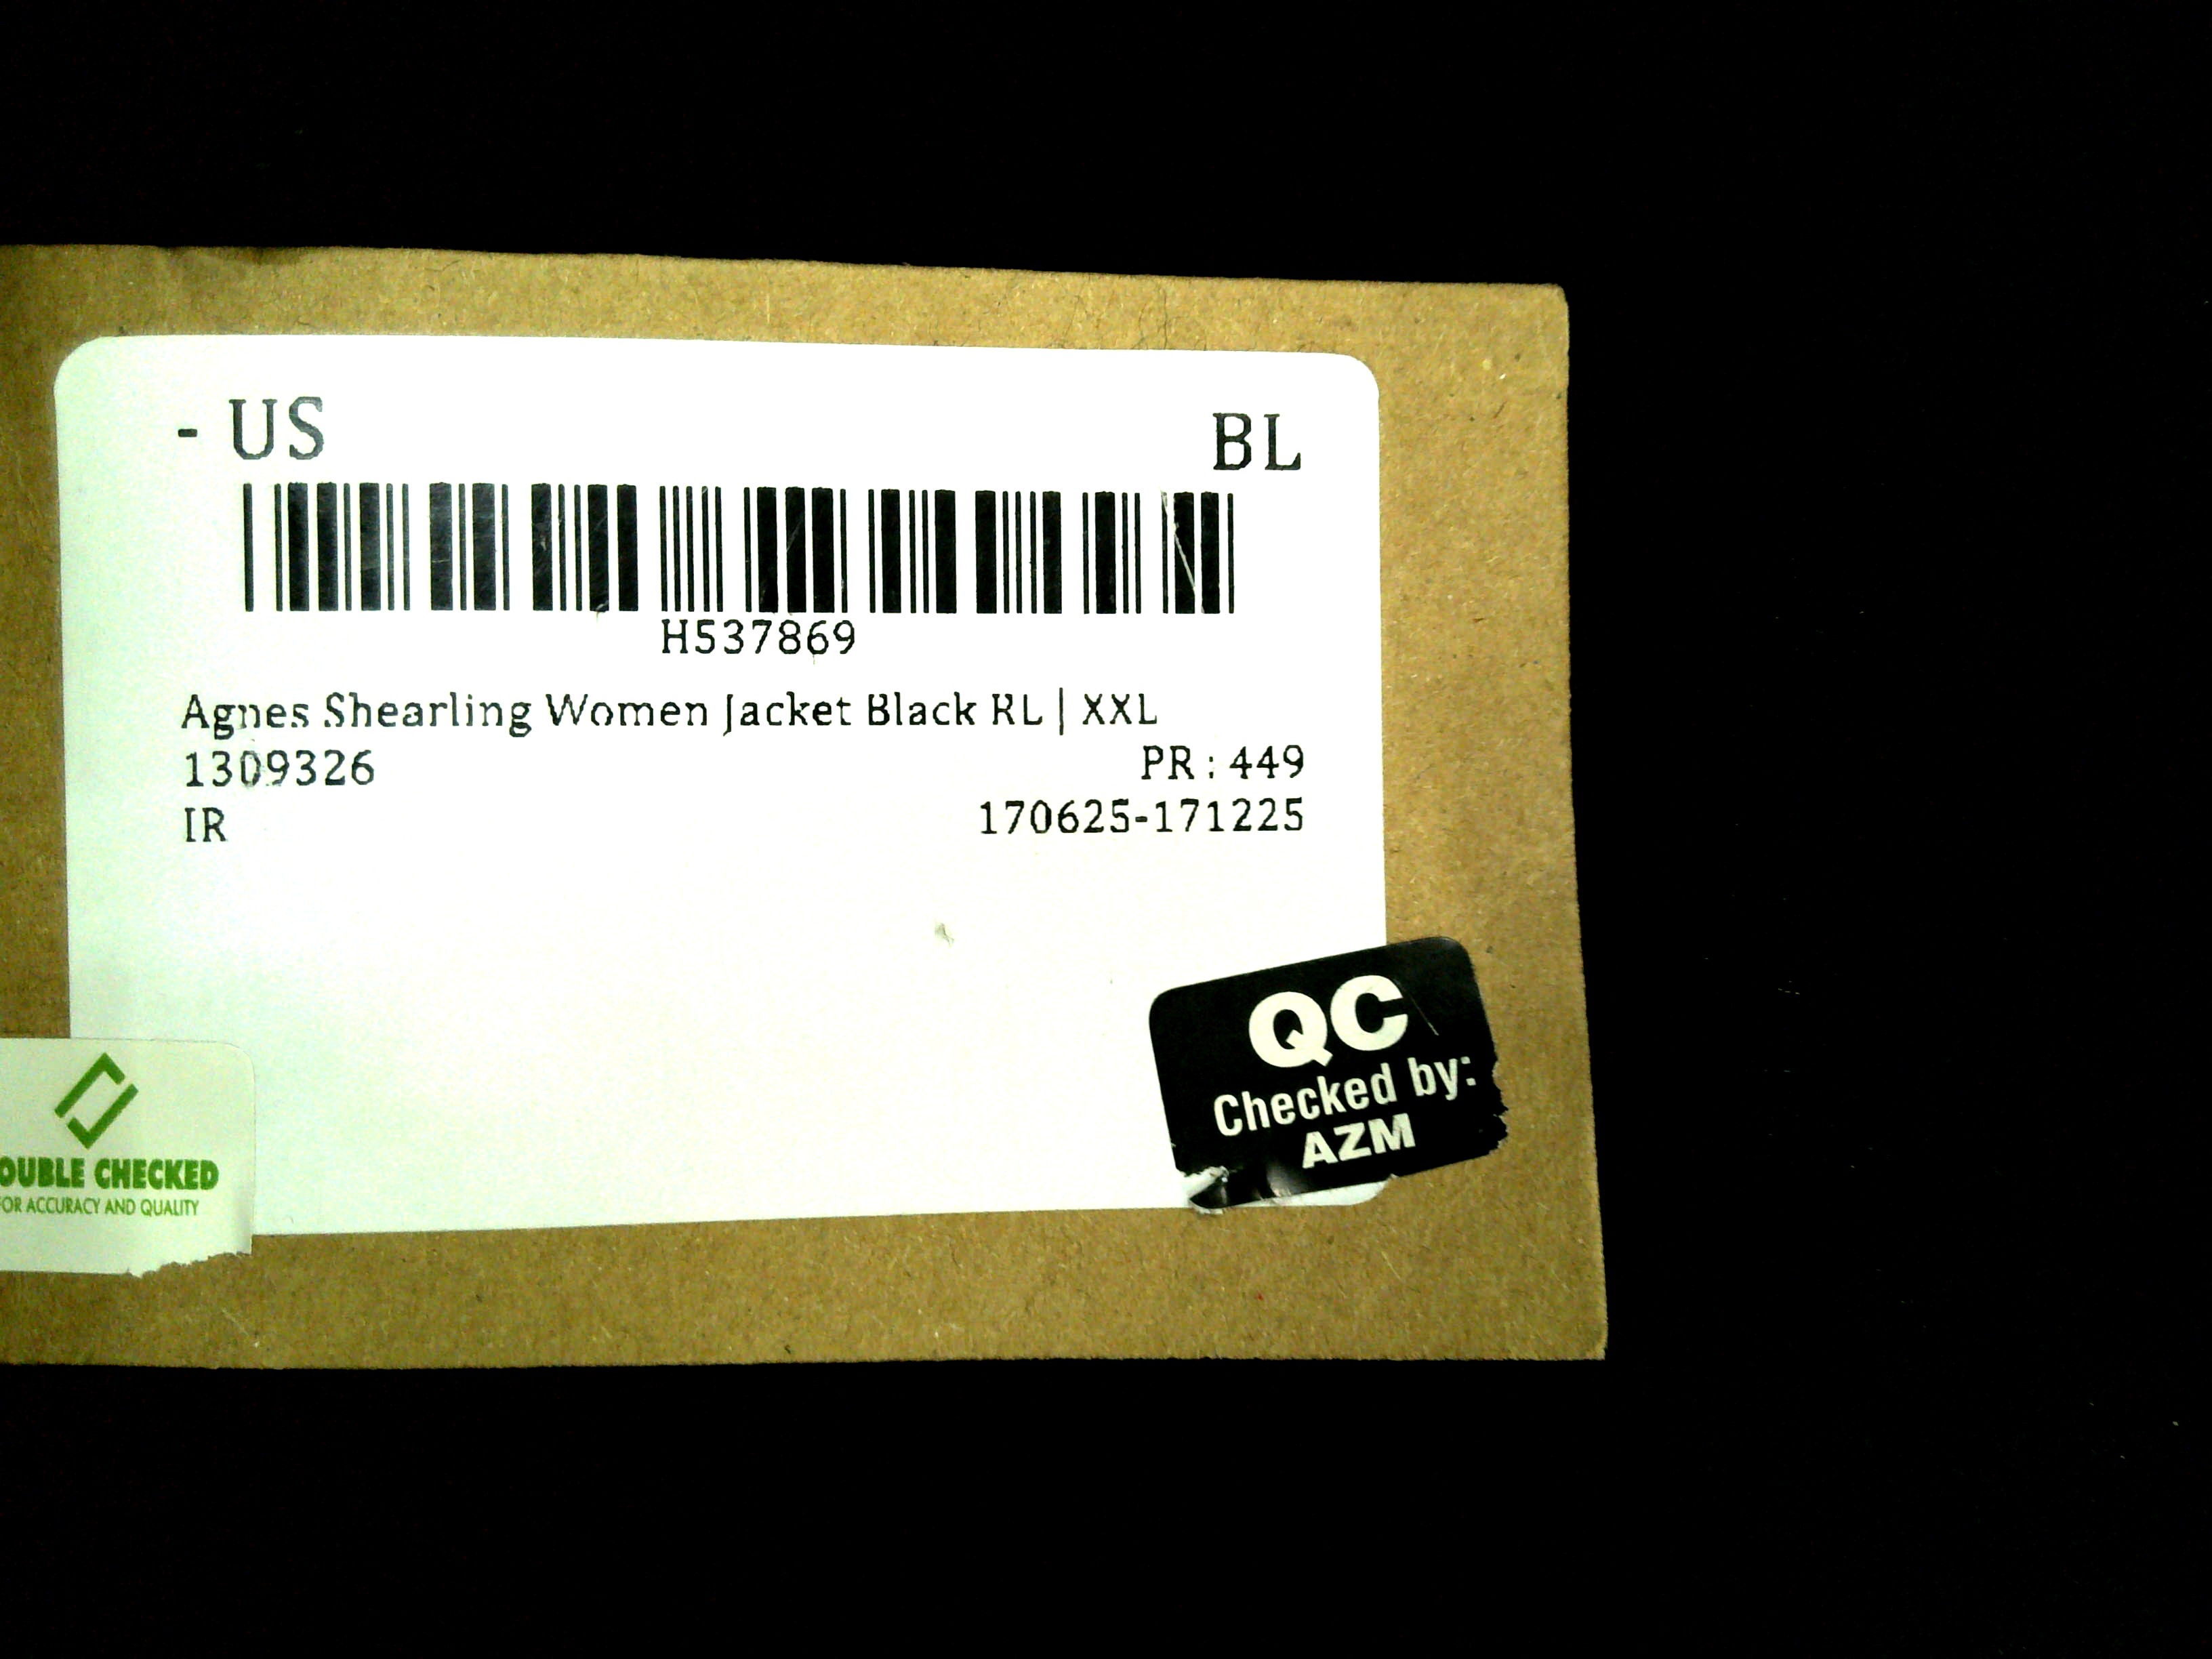 - US BL
H537869
Agnes Shearling Women Jacket Black RL | XXL
1309326 PR : 449
IR 170625-171225
QC
Checked by:
AZM
OUBLE CHECKED
FOR ACCURACY AND QUALITY